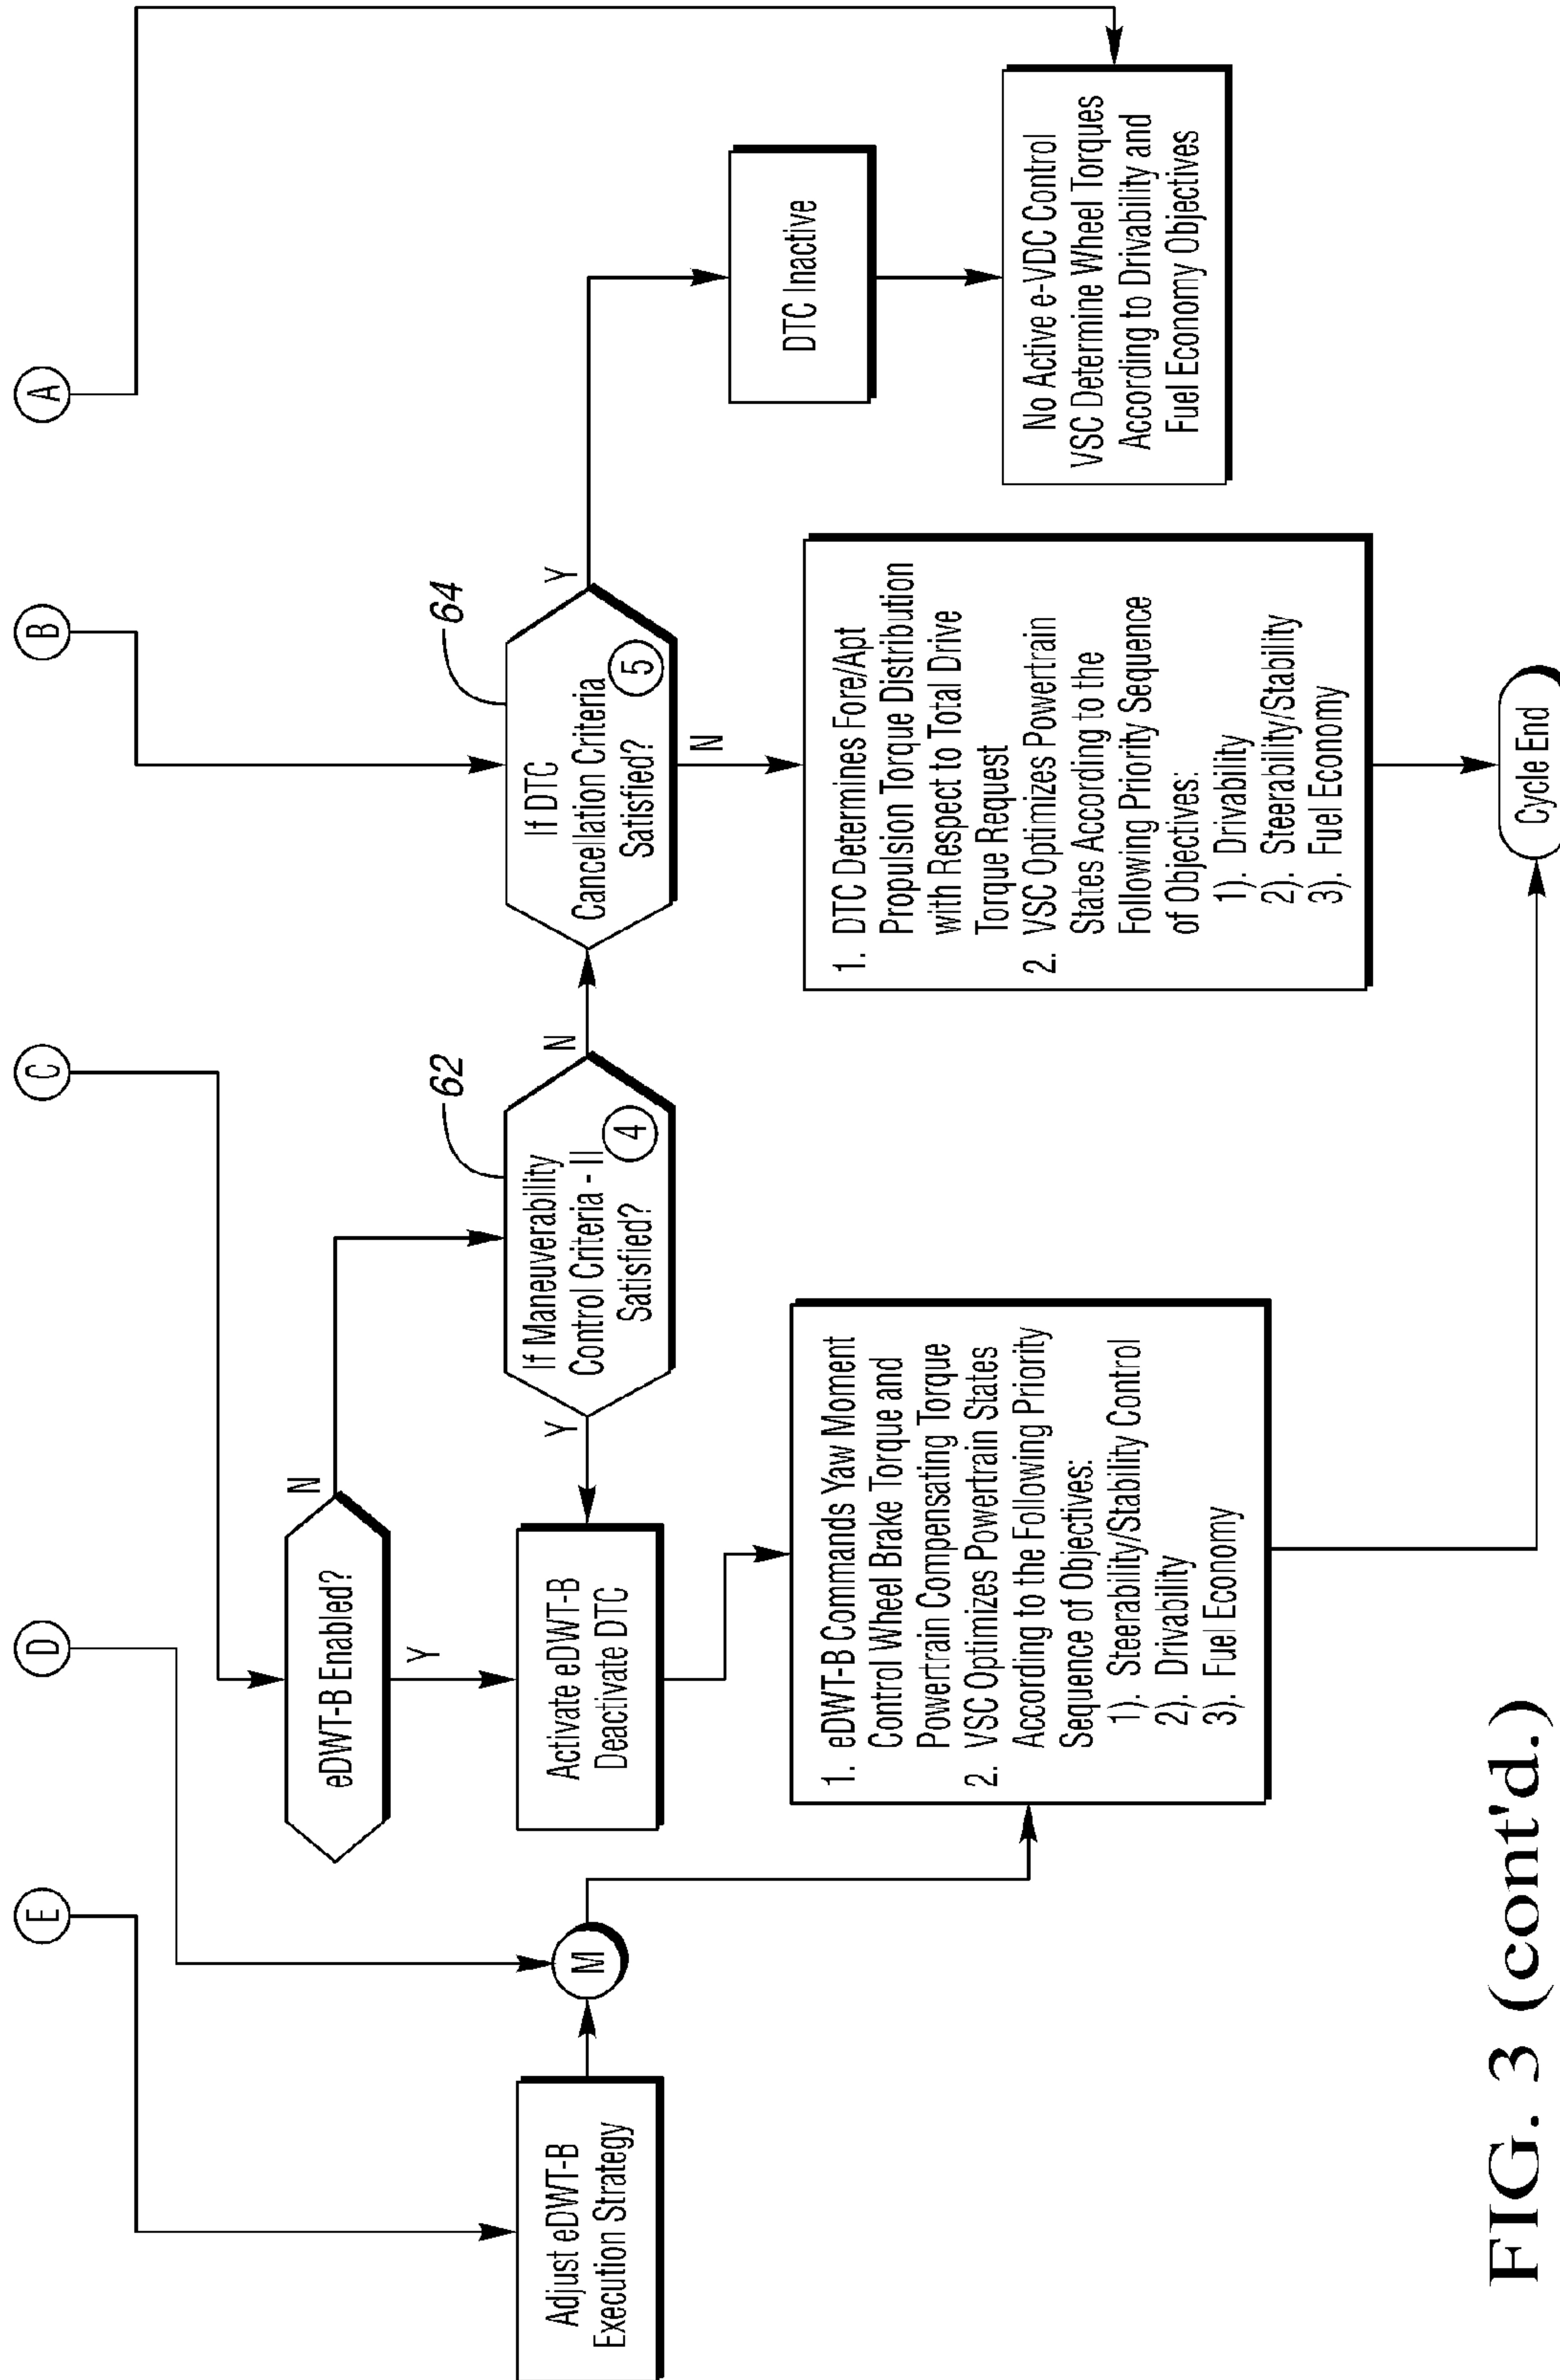 E
D
C
B
A
eDWT-B Enabled?
N
Y
Adjust eDWT-B
Execution Strategy
M
Activate eDWT-B
Deactivate DTC
Y
If Maneuverability
Control Criteria - II
Satisfied?
4
62
N
If DTC
Cancellation Criteria
Satisfied?
5
64
Y
N
DTC Inactive
1. eDWT-B Commands Yaw Moment
Control Wheel Brake Torque and
Powertrain Compensating Torque
2. VSC Optimizes Powertrain States
According to the Following Priority
Sequence of Objectives:
1). Steerability/Stability Control
2). Drivability
3). Fuel Economy
1. DTC Determines Fore/Apt
Propulsion Torque Distribution
with Respect to Total Drive
Torque Request
2. VSC Optimizes Powertrain
States According to the
Following Priority Sequence
of Objectives:
1). Drivability
2). Steerability/Stability
3). Fuel Economy
No Active e-VDC Control
VSC Determine Wheel Torques
According to Drivability and
Fuel Economy Objectives
Cycle End
FIG. 3 (cont'd.)